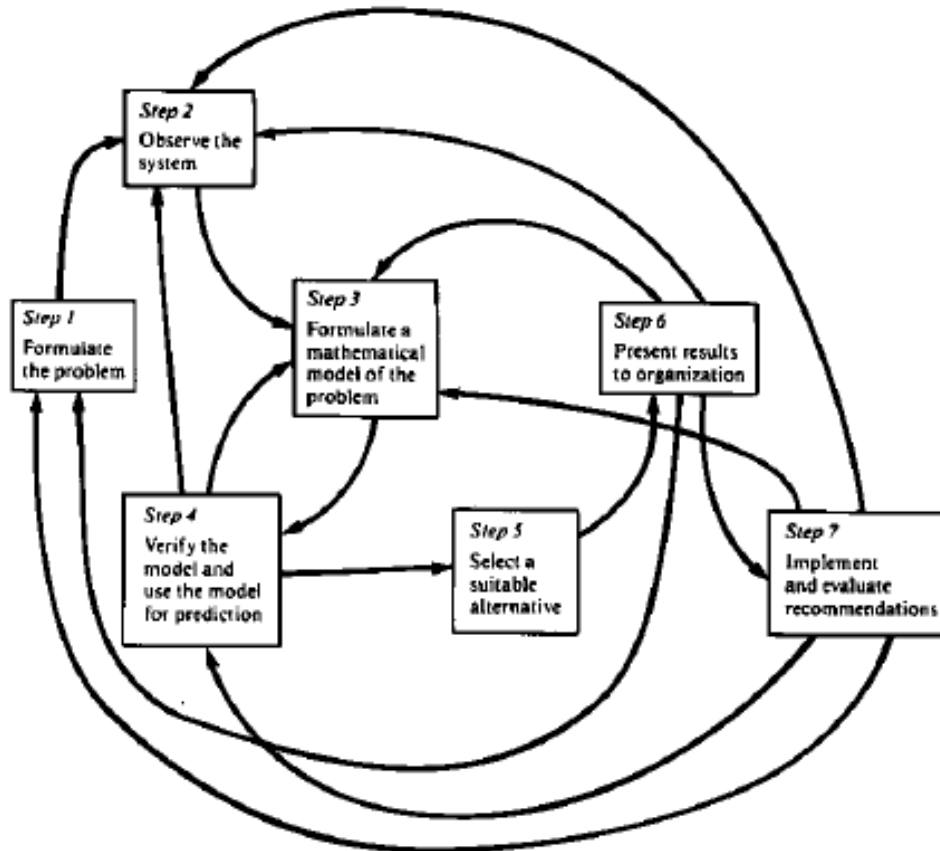 Step 1
Formulate
the problem
Step 2
Observe the
system
Step 3
Formulate a
mathematical
model of the
problem
Step 4
Verify the
model and
use the model
for prediction
Step 5
Select a
suitable
alternative
Step 6
Present results
to organization
Step 7
Implement
and evaluate
recommendations